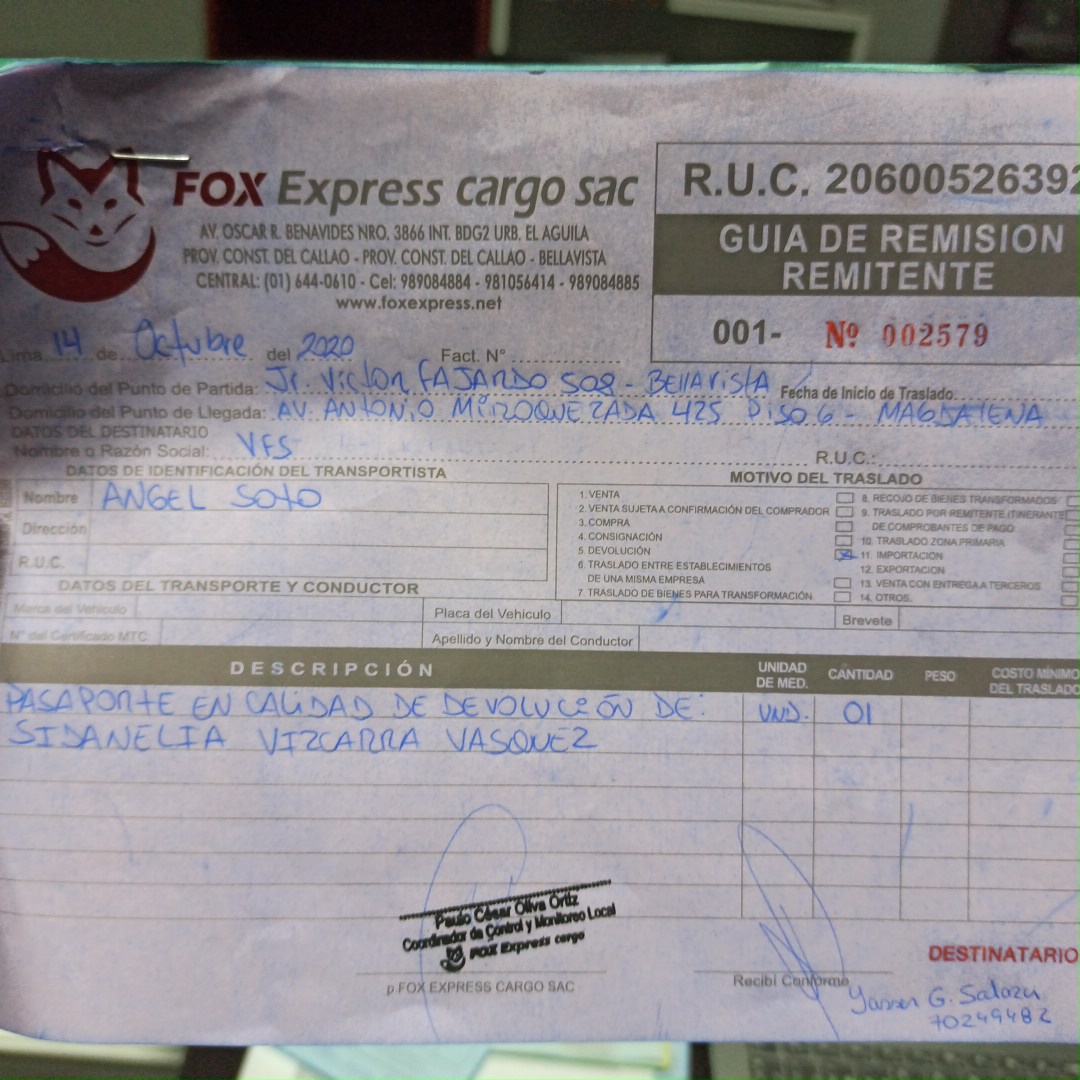 FOX Express cargo sac
AV. OSCAR R. BENAVIDES NRO. 3866 INT. BDG2 URB. EL AGUILA
PROV. CONST. DEL CALLAO - PROV. CONST. DEL CALLAO - BELLAVISTA
CENTRAL: (01) 644-0610 - Cel: 989084884 - 981056414 - 989084885
www.foxexpress.net
R.U.C. 20600526392
GUIA DE REMISION
REMITENTE
001- Nº 002579
Lima 14 de Octubre del 2020 Fact. N°
Domicilio del Punto de Partida: Jr. Victor FAJARDO 508 - BEllAVistA Fecha de Inicio de Traslado
Domicilio del Punto de Llegada: AV. ANTONIO MiROQUEZADA 425 PISO 6 - MAGDALENA
DATOS DEL DESTINATARIO
Nombre o Razón Social: VFS R.U.C.:
DATOS DE IDENTIFICACIÓN DEL TRANSPORTISTA
Nombre ANGEL SOTO
Dirección
R.U.C.
MOTIVO DEL TRASLADO
1. VENTA
2. VENTA SUJETA A CONFIRMACIÓN DEL COMPRADOR
3. COMPRA
4. CONSIGNACIÓN
5. DEVOLUCIÓN
6. TRASLADO ENTRE ESTABLECIMIENTOS
DE UNA MISMA EMPRESA
7. TRASLADO DE BIENES PARA TRANSFORMACIÓN
8. RECOJO DE BIENES TRANSFORMADOS
9. TRASLADO POR REMITENTE ITINERANTE
DE COMPROBANTES DE PAGO
10. TRASLADO ZONA PRIMARIA
11. IMPORTACIÓN
12. EXPORTACIÓN
13. VENTA CON ENTREGA A TERCEROS
14. OTROS.
DATOS DEL TRANSPORTE Y CONDUCTOR
Marca del Vehículo Placa del Vehículo Brevete
N° del Certificado MTC Apellido y Nombre del Conductor
DESCRIPCIÓN UNIDAD DE MED. CANTIDAD PESO COSTO MÍNIMO DEL TRASLADO
PASAPORTE EN CALIDAD DE DEVOLUCIÓN DE: UND. 01
SIDANELIA VIZCARRA VASQUEZ
Paulo César Oliva Ortiz
Coordinador de Control y Monitoreo Local
FOX Express cargo
p.FOX EXPRESS CARGO SAC
Recibí Conforme
DESTINATARIO
G. Salazar
70249482